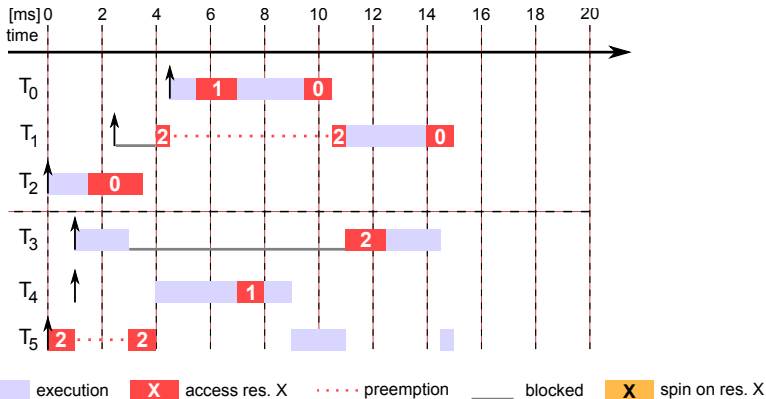 [ms] 0 2 4 6 8 10 12 14 16 18 20
time
T0 1 0
T1 2 2 0
T2 0
T3 2
T4 1
T5 2 2
execution X access res. X preemption blocked X spin on res. X